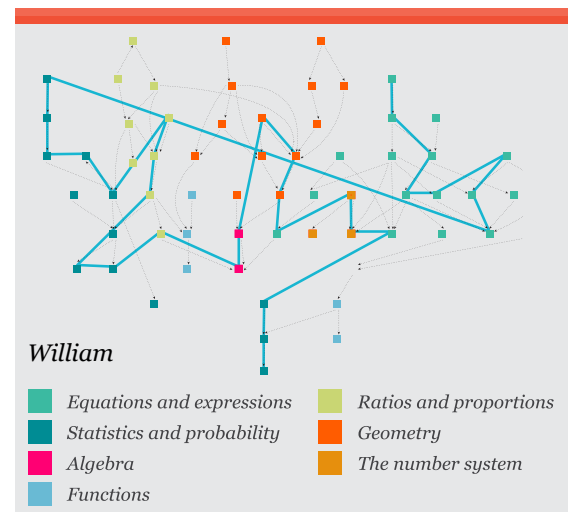 William
Equations and expressions
Statistics and probability
Algebra
Functions
Ratios and proportions
Geometry
The number system